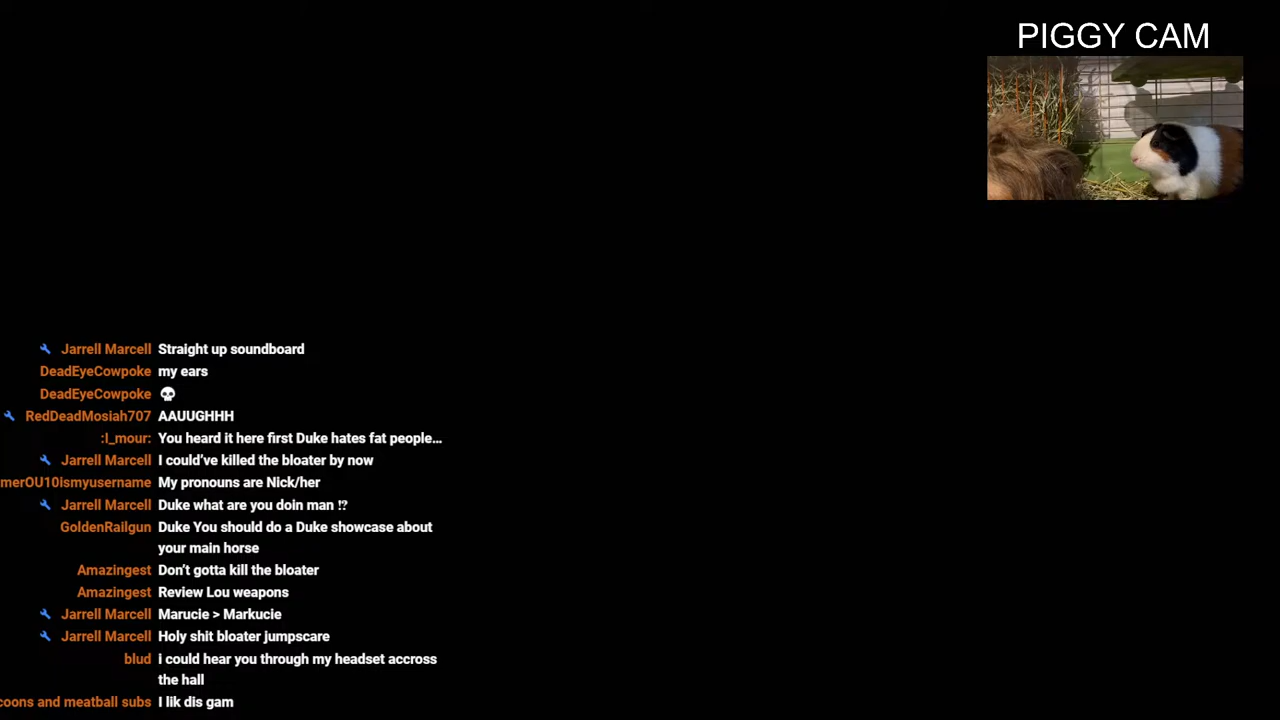 PIGGY CAM
Jarrell Marcell Straight up soundboard
DeadEyeCowpoke my ears
DeadEyeCowpoke 💀
RedDeadMosiah707 AAUUGHHH
:l_mour: You heard it here first Duke hates fat people...
Jarrell Marcell I could've killed the bloater by now
merOU10ismyusername My pronouns are Nick/her
Jarrell Marcell Duke what are you doin man ⁉
GoldenRailgun Duke You should do a Duke showcase about
your main horse
Amazingest Don't gotta kill the bloater
Amazingest Review Lou weapons
Jarrell Marcell Marucie > Markucie
Jarrell Marcell Holy shit bloater jumpscare
blud i could hear you through my headset accross
the hall
coons and meatball subs I lik dis gam